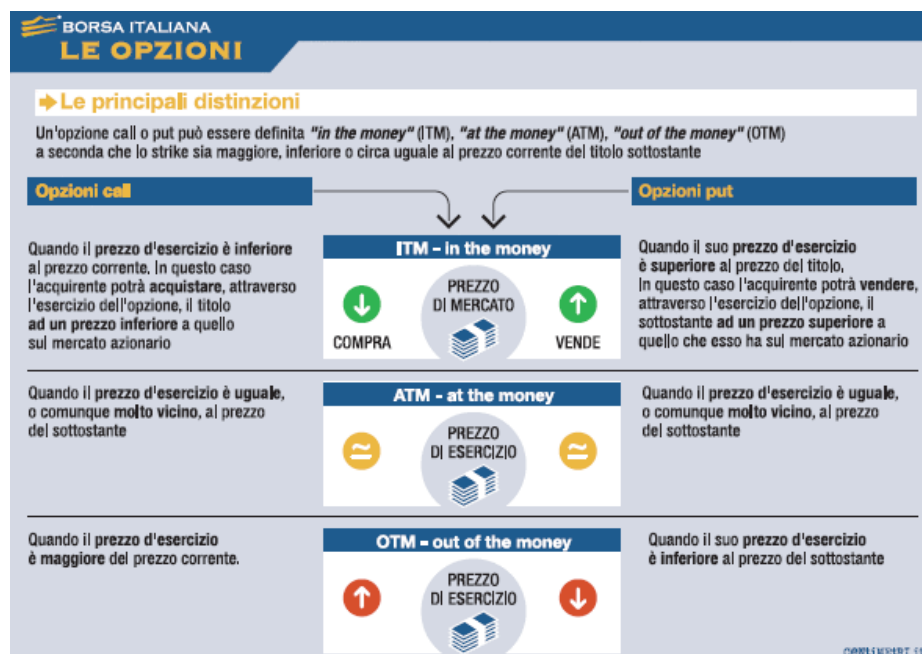 BORSA ITALIANA
LE OPZIONI
Le principali distinzioni
Un'opzione call o put può essere definita "in the money" (ITM), "at the money" (ATM), "out of the money" (OTM)
a seconda che lo strike sia maggiore, inferiore o circa uguale al prezzo corrente del titolo sottostante
Opzioni call
Opzioni put
Quando il prezzo d'esercizio è inferiore
al prezzo corrente. In questo caso
l'acquirente potrà acquistare, attraverso
l'esercizio dell'opzione, il titolo
ad un prezzo inferiore a quello
sul mercato azionario
ITM - in the money
PREZZO
DI MERCATO
COMPRA
VENDE
Quando il suo prezzo d'esercizio
è superiore al prezzo del titolo.
In questo caso l'acquirente potrà vendere,
attraverso l'esercizio dell'opzione, il
sottostante ad un prezzo superiore a
quello che esso ha sul mercato azionario
Quando il prezzo d'esercizio è uguale,
o comunque molto vicino, al prezzo
del sottostante
ATM - at the money
PREZZO
DI ESERCIZIO
Quando il prezzo d'esercizio è uguale,
o comunque molto vicino, al prezzo
del sottostante
Quando il prezzo d'esercizio
è maggiore del prezzo corrente.
OTM - out of the money
PREZZO
DI ESERCIZIO
Quando il suo prezzo d'esercizio
è inferiore al prezzo del sottostante